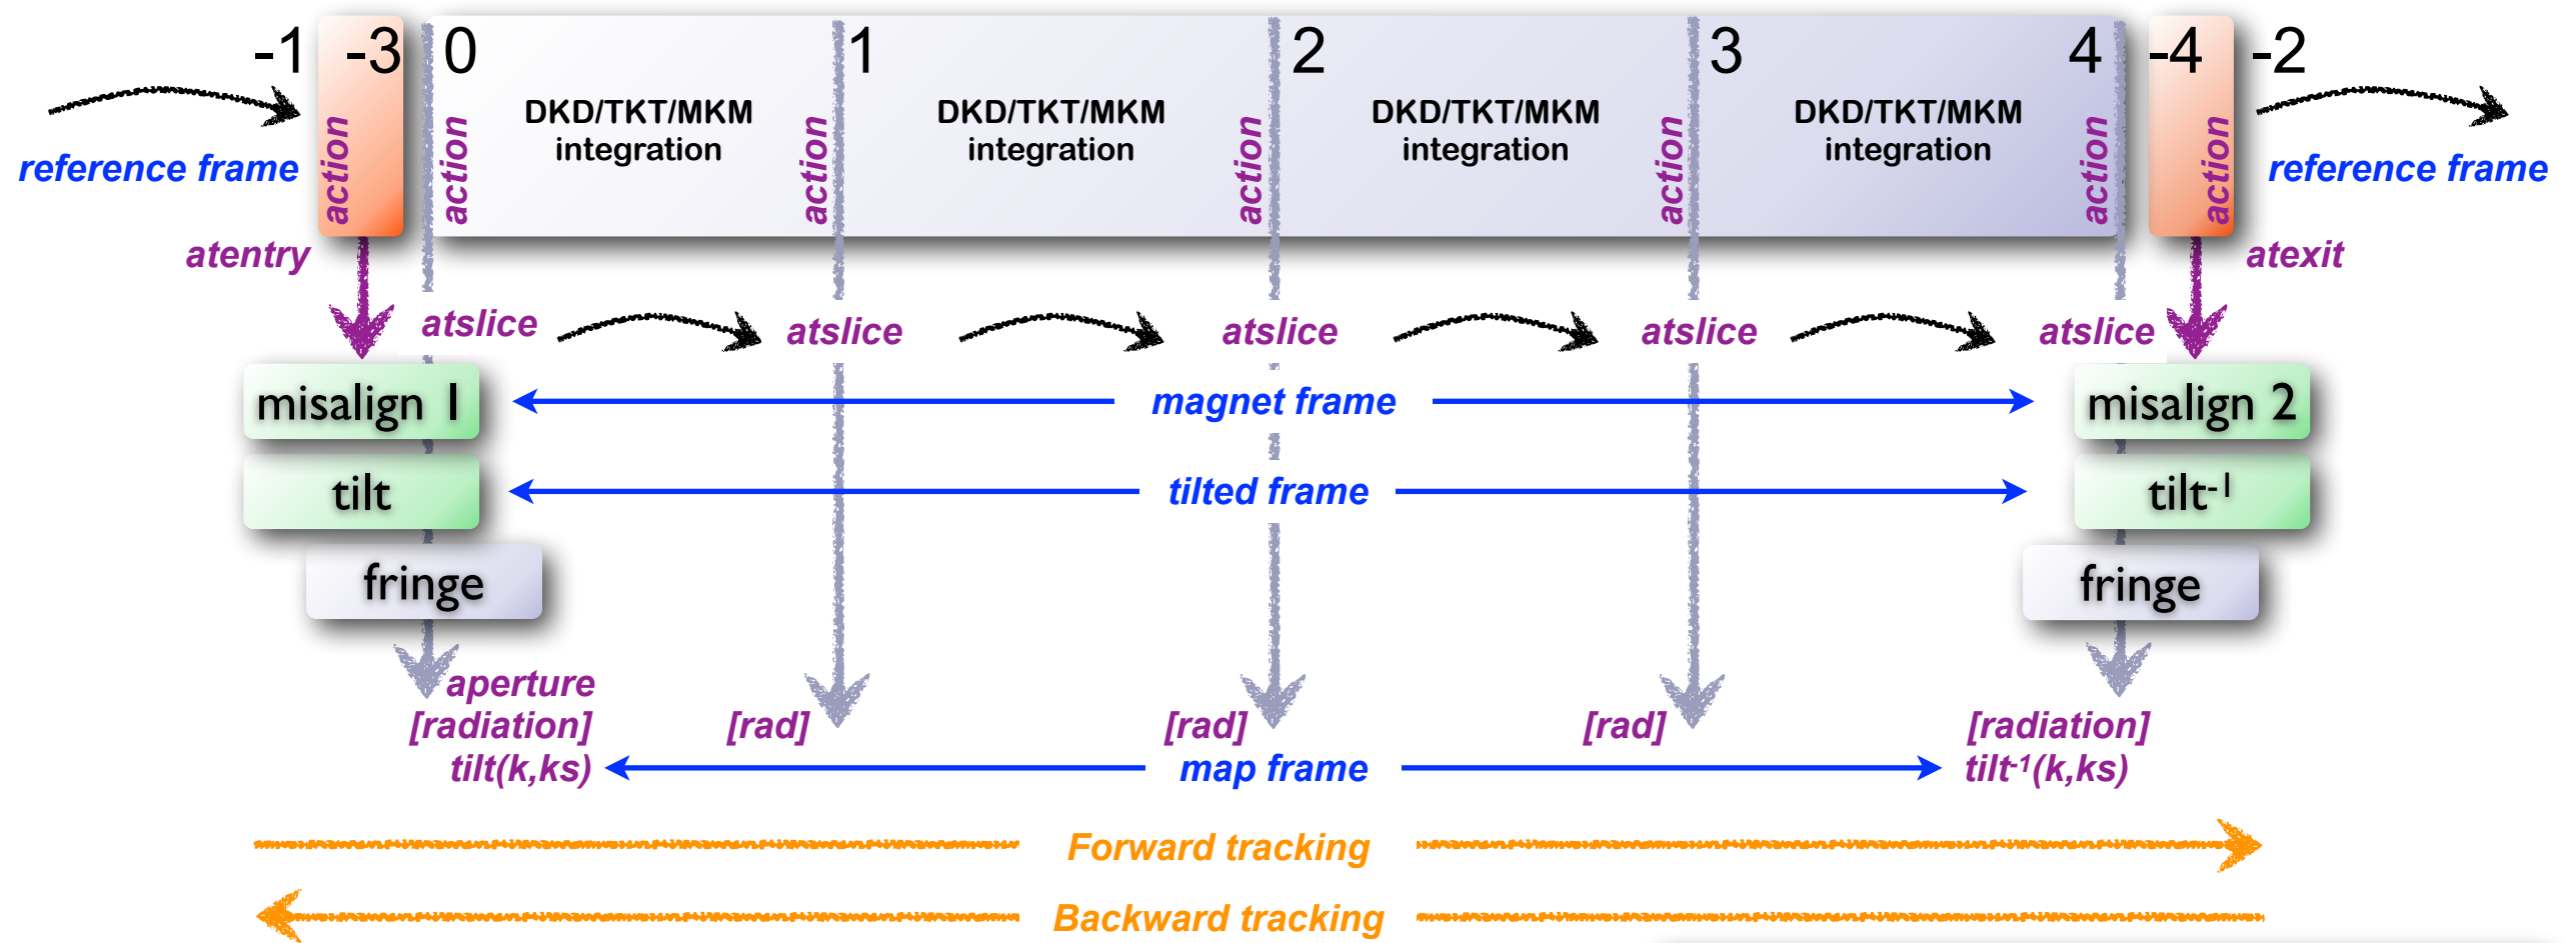 -1 -3 0 1 2 3 4 -4 -2
DKD/TKT/MKM DKD/TKT/MKM DKD/TKT/MKM DKD/TKT/MKM
integration integration integration integration
action action action action action action action
reference frame reference frame
atentry atexit
atslice atslice atslice atslice atslice
misalign 1 magnet frame misalign 2
tilt tilted frame tilt-1
fringe fringe
aperture
[radiation] [rad] [rad] [rad] [radiation]
tilt(k,ks) map frame tilt-1(k,ks)
Forward tracking
Backward tracking